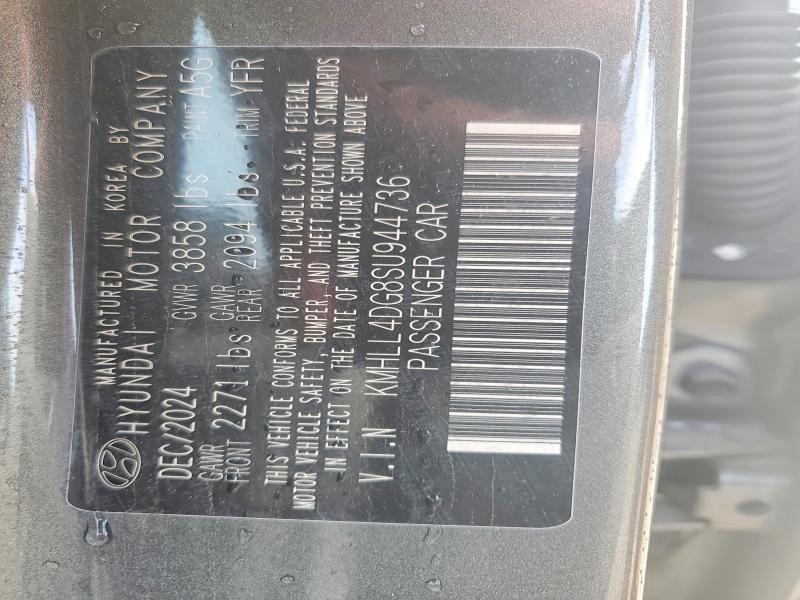 MANUFACTURED IN KOREA BY
HYUNDAI MOTOR COMPANY
DEC/2024 GVWR 3858 lbs PAINT A5G
GAWR FRONT 2271 lbs GAWR REAR 2094 lbs TRIM YFR
THIS VEHICLE CONFORMS TO ALL APPLICABLE U.S.A. FEDERAL
MOTOR VEHICLE SAFETY, BUMPER, AND THEFT PREVENTION STANDARDS
IN EFFECT ON THE DATE OF MANUFACTURE SHOWN ABOVE
V.I.N KMHLL4DG8SU944736
PASSENGER CAR